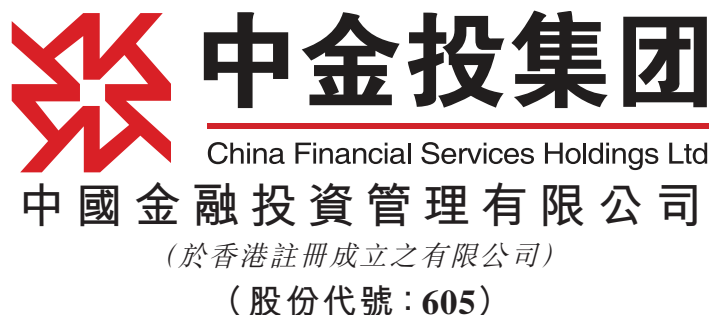 中金投集团
China Financial Services Holdings Ltd
中國金融投資管理有限公司
(於香港註冊成立之有限公司)
(股份代號：605)